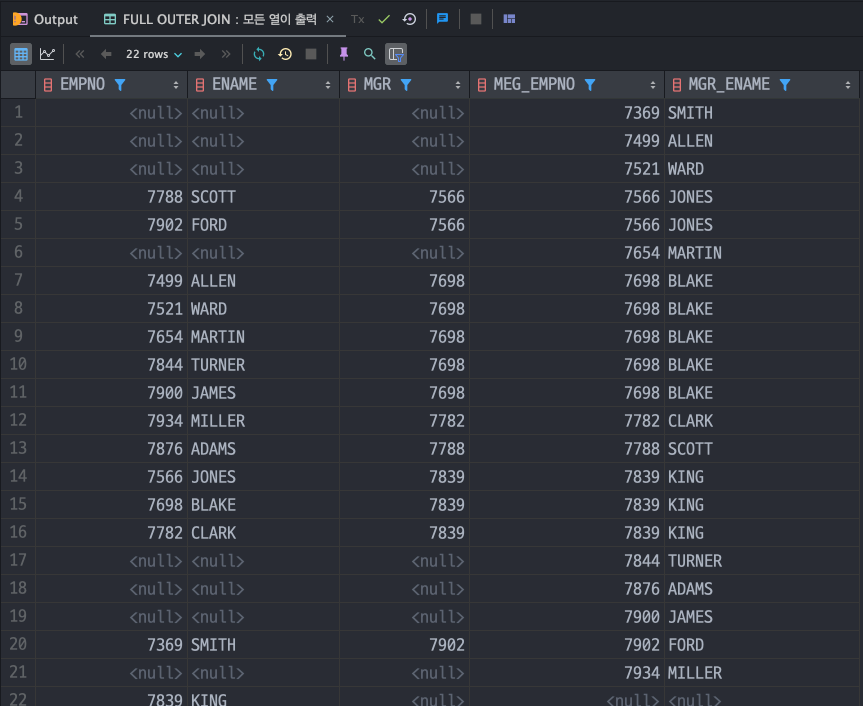 Output FULL OUTER JOIN : 모든 열이 출력 × Tx
22 rows
EMPNO ENAME MGR MEG_EMPNO MGR_ENAME
1 <null> <null> <null> 7369 SMITH
2 <null> <null> <null> 7499 ALLEN
3 <null> <null> <null> 7521 WARD
4 7788 SCOTT 7566 7566 JONES
5 7902 FORD 7566 7566 JONES
6 <null> <null> <null> 7654 MARTIN
7 7499 ALLEN 7698 7698 BLAKE
8 7521 WARD 7698 7698 BLAKE
9 7654 MARTIN 7698 7698 BLAKE
10 7844 TURNER 7698 7698 BLAKE
11 7900 JAMES 7698 7698 BLAKE
12 7934 MILLER 7782 7782 CLARK
13 7876 ADAMS 7788 7788 SCOTT
14 7566 JONES 7839 7839 KING
15 7698 BLAKE 7839 7839 KING
16 7782 CLARK 7839 7839 KING
17 <null> <null> <null> 7844 TURNER
18 <null> <null> <null> 7876 ADAMS
19 <null> <null> <null> 7900 JAMES
20 7369 SMITH 7902 7902 FORD
21 <null> <null> <null> 7934 MILLER
22 7839 KING <null> <null> <null>